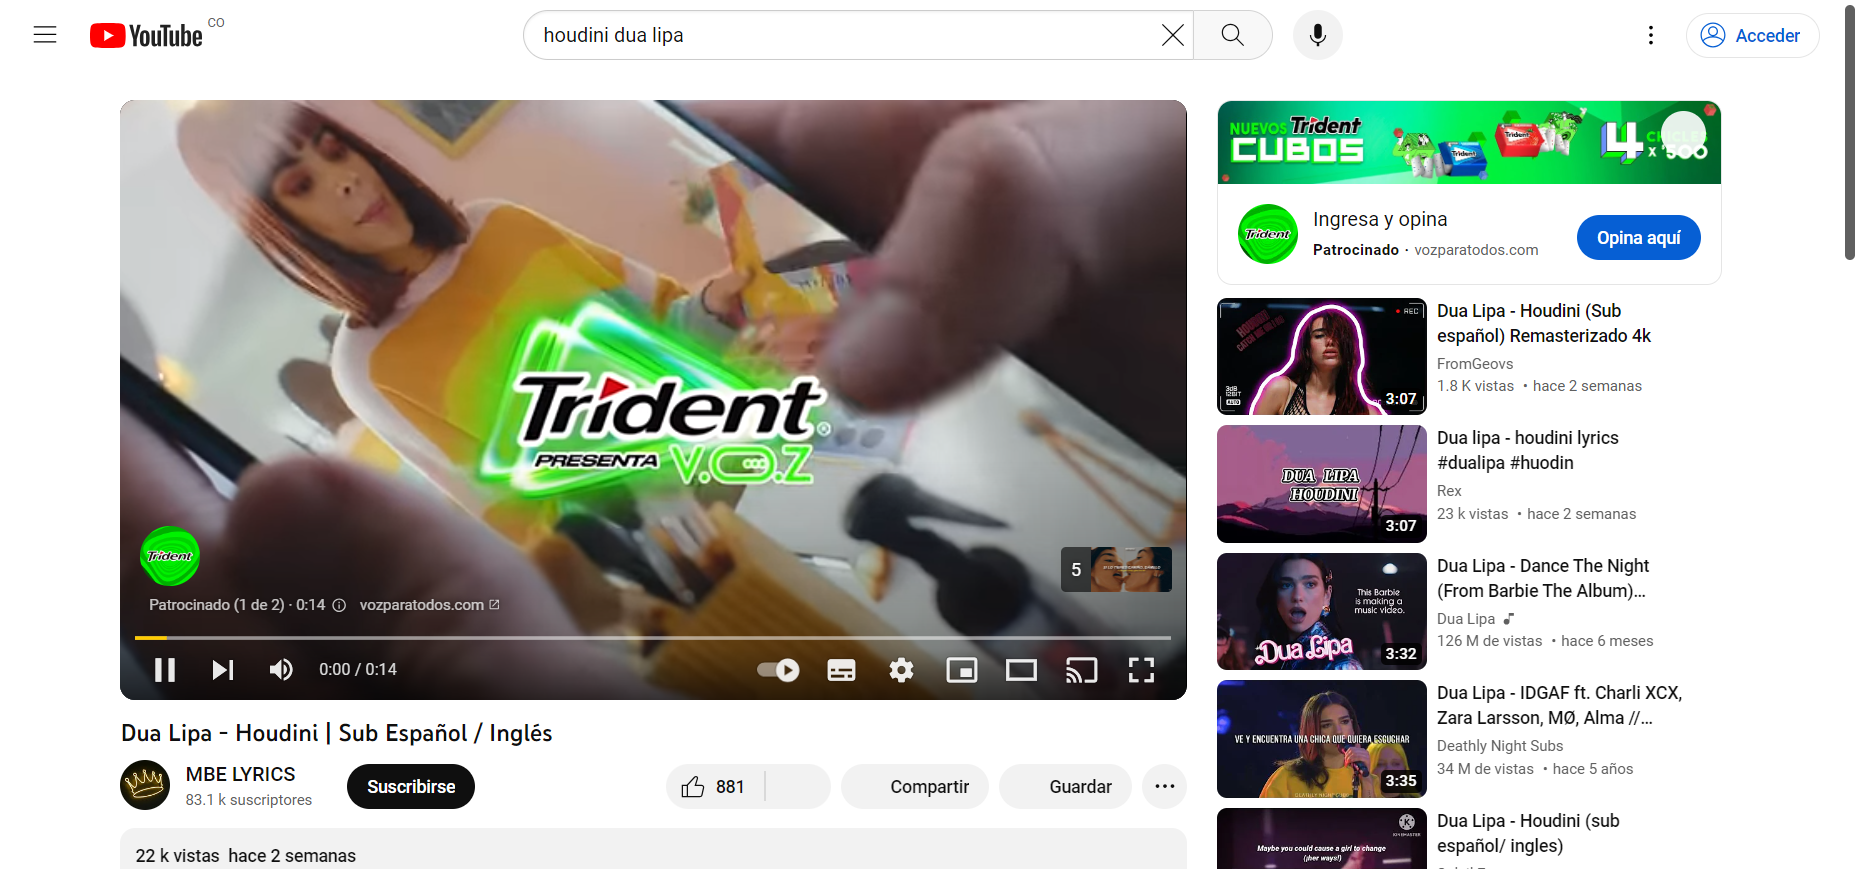 YouTube CO
houdini dua lipa
Acceder
Trident
PRESENTA V.O.Z
Trident
5
Patrocinado (1 de 2) · 0:14 vozparatodos.com
0:00 / 0:14
Dua Lipa - Houdini | Sub Español / Inglés
MBE LYRICS
83.1 k suscriptores
Suscribirse
881
Compartir
Guardar
22 k vistas hace 2 semanas
NUEVOS Trident
CUBOS
Trident
Trident
4 CHICLES
x $500
Trident
Ingresa y opina
Patrocinado · vozparatodos.com
Opina aquí
HOUDINI
REC
3:07
Dua Lipa - Houdini (Sub
español) Remasterizado 4k
FromGeovs
1.8 K vistas • hace 2 semanas
DUA LIPA
HOUDINI
3:07
Dua lipa - houdini lyrics
#dualipa #huodin
Rex
23 k vistas • hace 2 semanas
This Barbie
is making a
music video.
Dua Lipa
3:32
Dua Lipa - Dance The Night
(From Barbie The Album)...
Dua Lipa
126 M de vistas • hace 6 meses
VE Y ENCUENTRA UNA CHICA QUE QUIERA ESCUCHAR
3:35
Dua Lipa - IDGAF ft. Charli XCX,
Zara Larsson, MØ, Alma //...
Deathly Night Subs
34 M de vistas • hace 5 años
Maybe you could cause a girl to change
(her ways!)
Dua Lipa - Houdini (sub
español/ ingles)